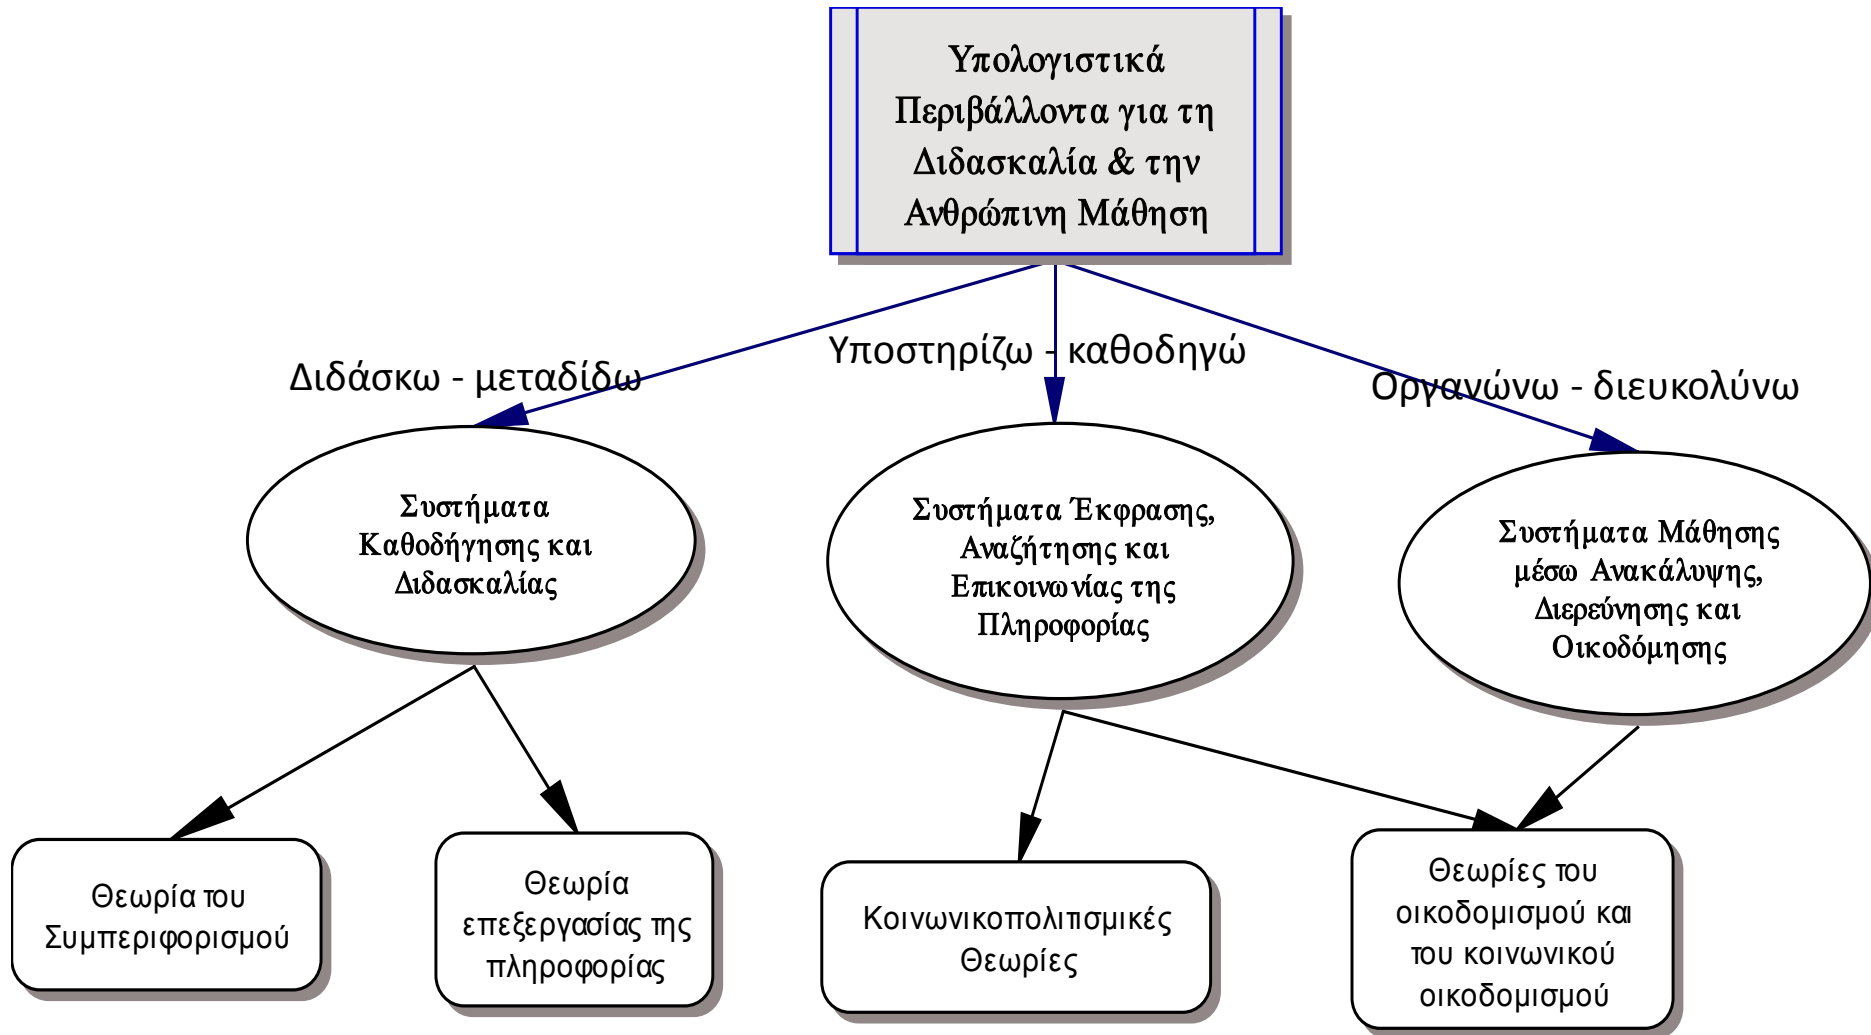 Υπολογιστικά
Περιβάλλοντα για τη
Διδασκαλία & την
Ανθρώπινη Μάθηση
Διδάσκω - μεταδίδω
Υποστηρίζω - καθοδηγώ
Οργανώνω - διευκολύνω
Συστήματα
Καθοδήγησης και
Διδασκαλίας
Συστήματα Έκφρασης,
Αναζήτησης και
Επικοινωνίας της
Πληροφορίας
Συστήματα Μάθησης
μέσω Ανακάλυψης,
Διερεύνησης και
Οικοδόμησης
Θεωρία του
Συμπεριφορισμού
Θεωρία
επεξεργασίας της
πληροφορίας
Κοινωνικοπολιτισμικές
Θεωρίες
Θεωρίες του
οικοδομισμού και
του κοινωνικού
οικοδομισμού